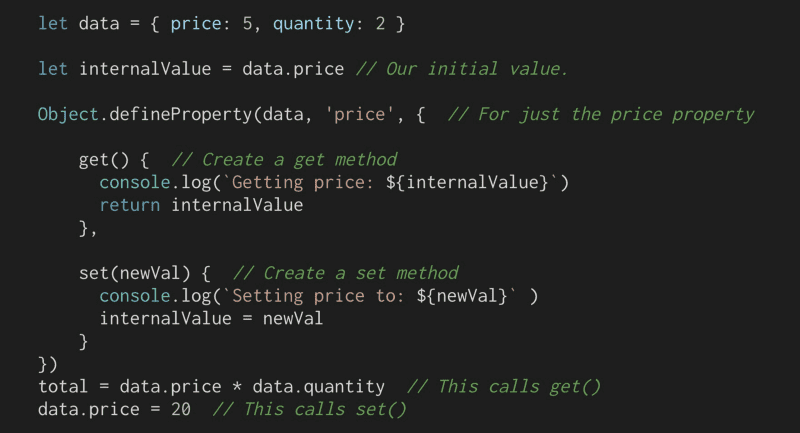 let data = { price: 5, quantity: 2 }
let internalValue = data.price // Our initial value.
Object.defineProperty(data, 'price', {  // For just the price property
    get() {  // Create a get method
      console.log(`Getting price: ${internalValue}`)
      return internalValue
    },
    set(newVal) {  // Create a set method
      console.log(`Setting price to: ${newVal}` )
      internalValue = newVal
    }
})
total = data.price * data.quantity  // This calls get()
data.price = 20  // This calls set()